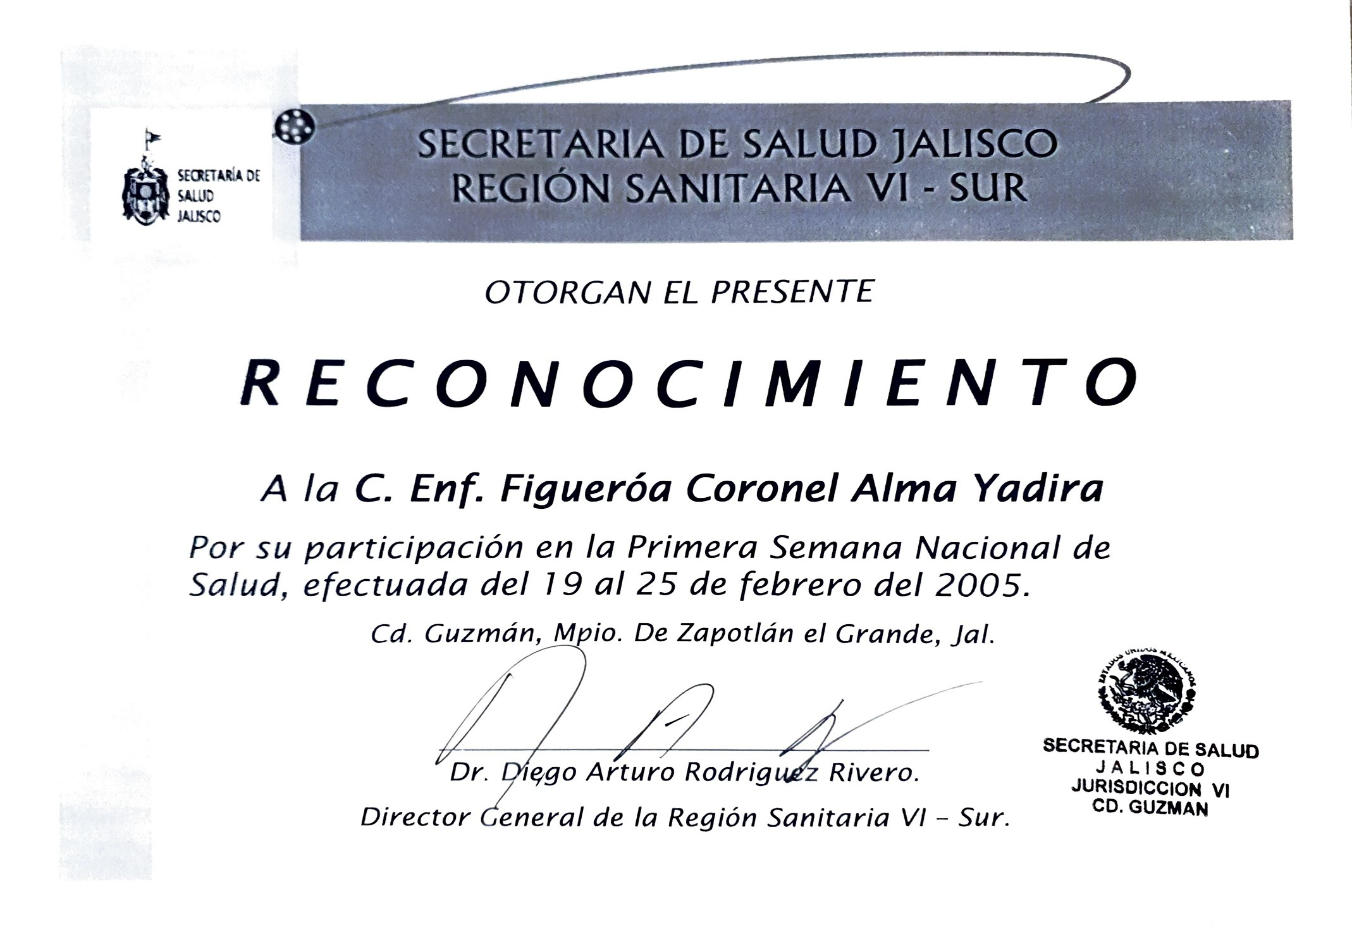 SECRETARÍA DE
SALUD
JALISCO
SECRETARIA DE SALUD JALISCO
REGIÓN SANITARIA VI - SUR
OTORGAN EL PRESENTE
RECONOCIMIENTO
A la C. Enf. Figueróa Coronel Alma Yadira
Por su participación en la Primera Semana Nacional de
Salud, efectuada del 19 al 25 de febrero del 2005.
Cd. Guzmán, Mpio. De Zapotlán el Grande, Jal.
Dr. Diego Arturo Rodriguez Rivero.
Director General de la Región Sanitaria VI – Sur.
ESTADOS UNIDOS MEXICANOS
SECRETARIA DE SALUD
JALISCO
JURISDICCION VI
CD. GUZMAN